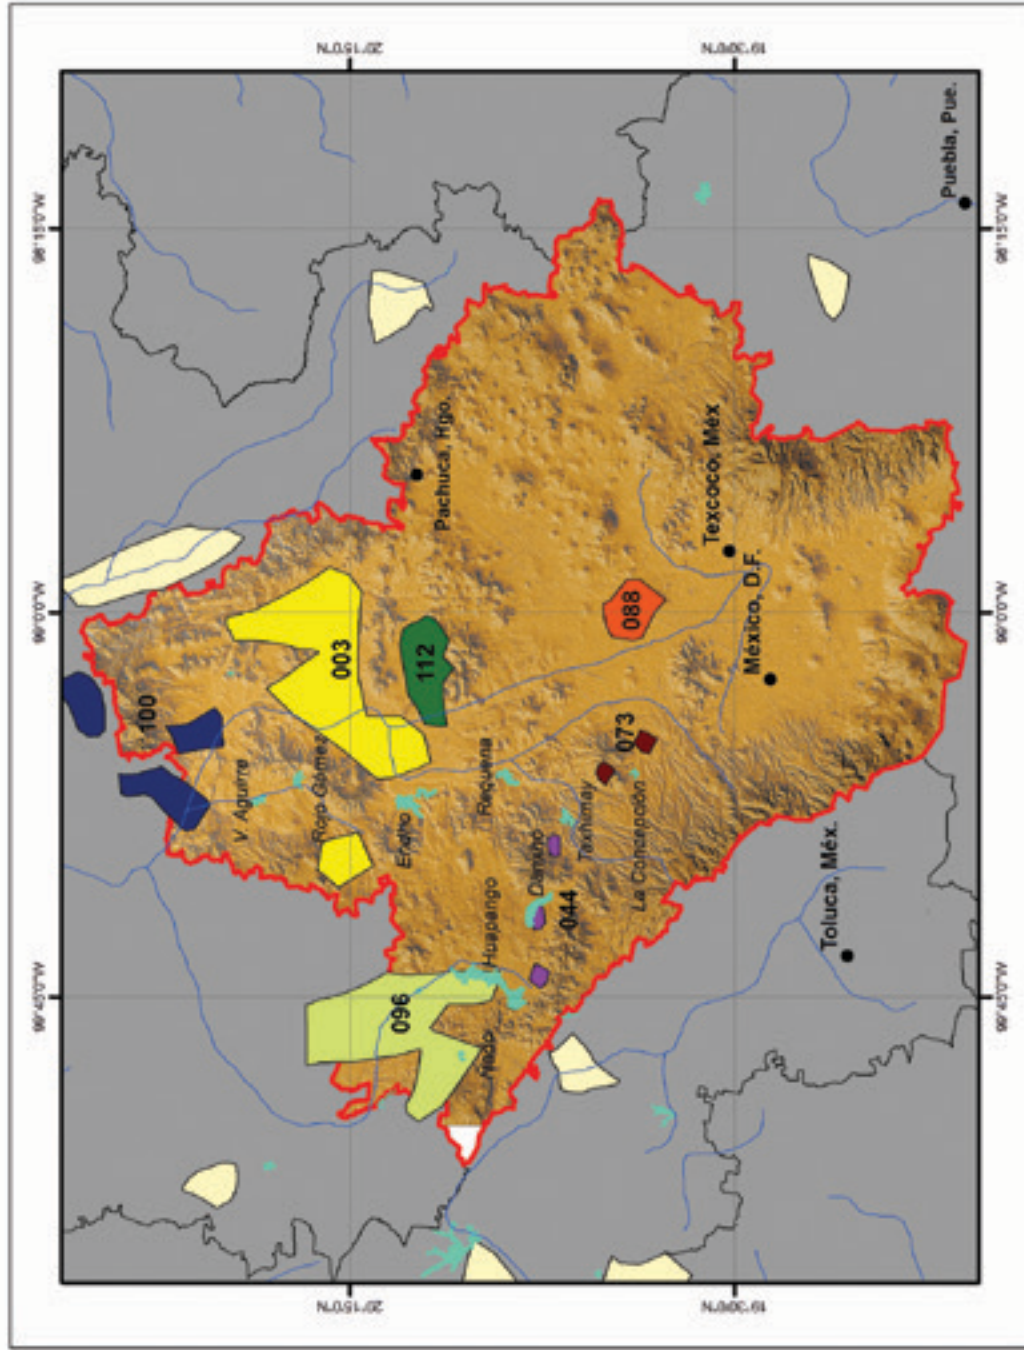 99°45'0"W
99°0'0"W
98°15'0"W
100
V. Aguirre
Rojo Gómez
20°15'0"N
20°15'0"N
003
096
Endho
112
Pachuca, Hgo.
Huapango
Requena
Danxho
044
Taxhimay
073
088
La Concepción
Texcoco, Méx
19°30'0"N
19°30'0"N
México, D.F.
Toluca, Méx.
Puebla, Pue.
99°45'0"W
99°0'0"W
98°15'0"W